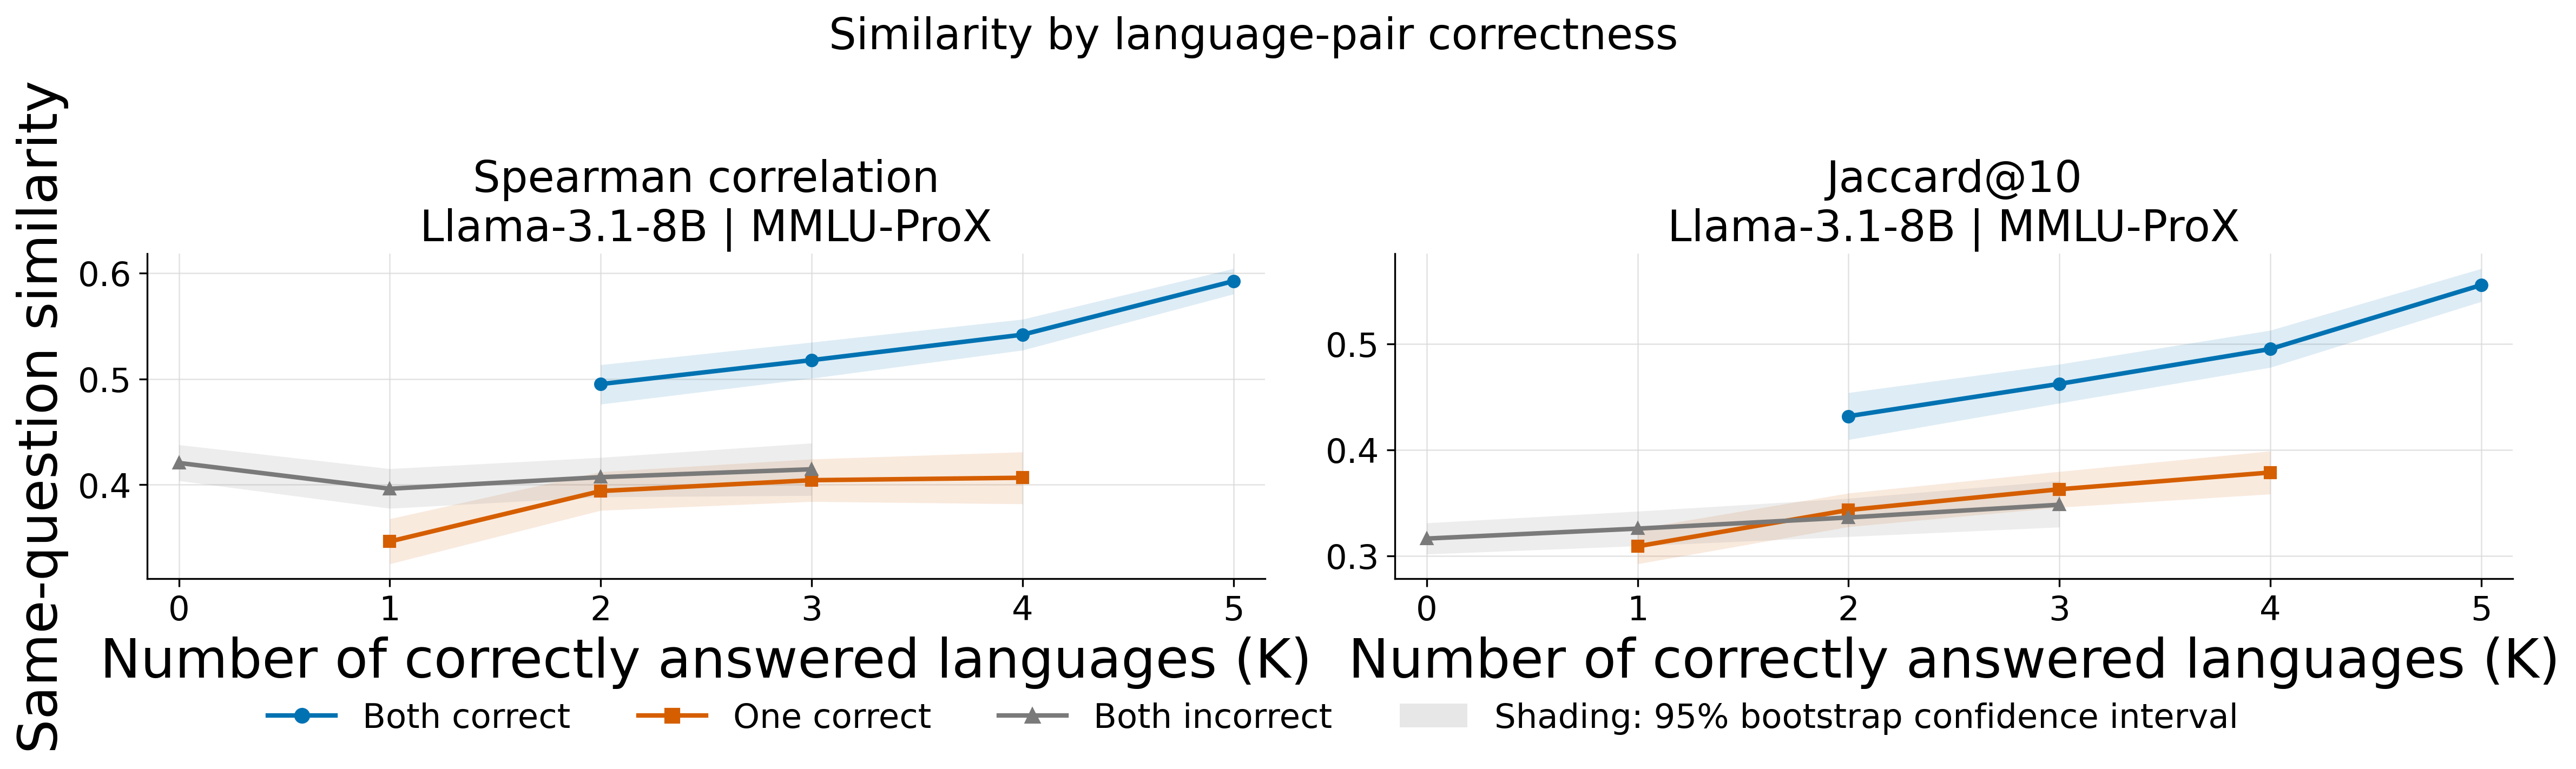 Similarity by language-pair correctness
Same-question similarity
Spearman correlation
Llama-3.1-8B | MMLU-ProX
0.6
0.5
0.4
0 1 2 3 4 5
Number of correctly answered languages (K)
Jaccard@10
Llama-3.1-8B | MMLU-ProX
0.5
0.4
0.3
0 1 2 3 4 5
Number of correctly answered languages (K)
Both correct One correct Both incorrect Shading: 95% bootstrap confidence interval